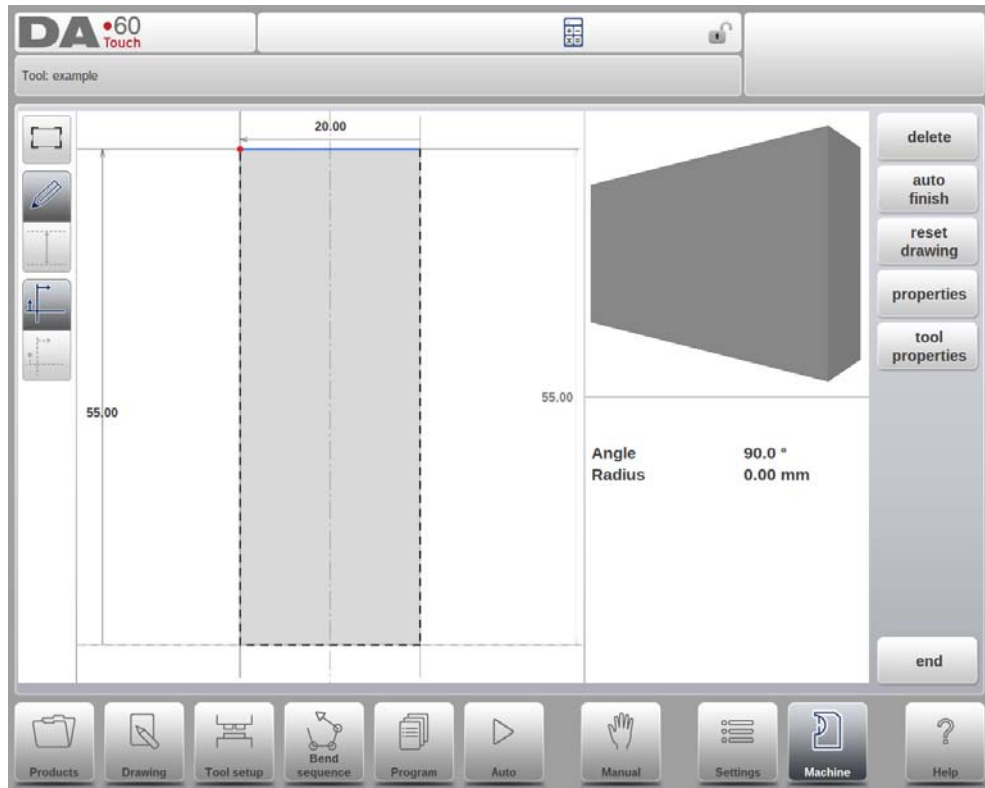 DA•60
Touch
Tool: example
20.00
55.00
55.00
delete
auto
finish
reset
drawing
properties
tool
properties
Angle 90.0 °
Radius 0.00 mm
end
Products
Drawing
Tool setup
Bend
sequence
Program
Auto
Manual
Settings
Machine
? 
Help